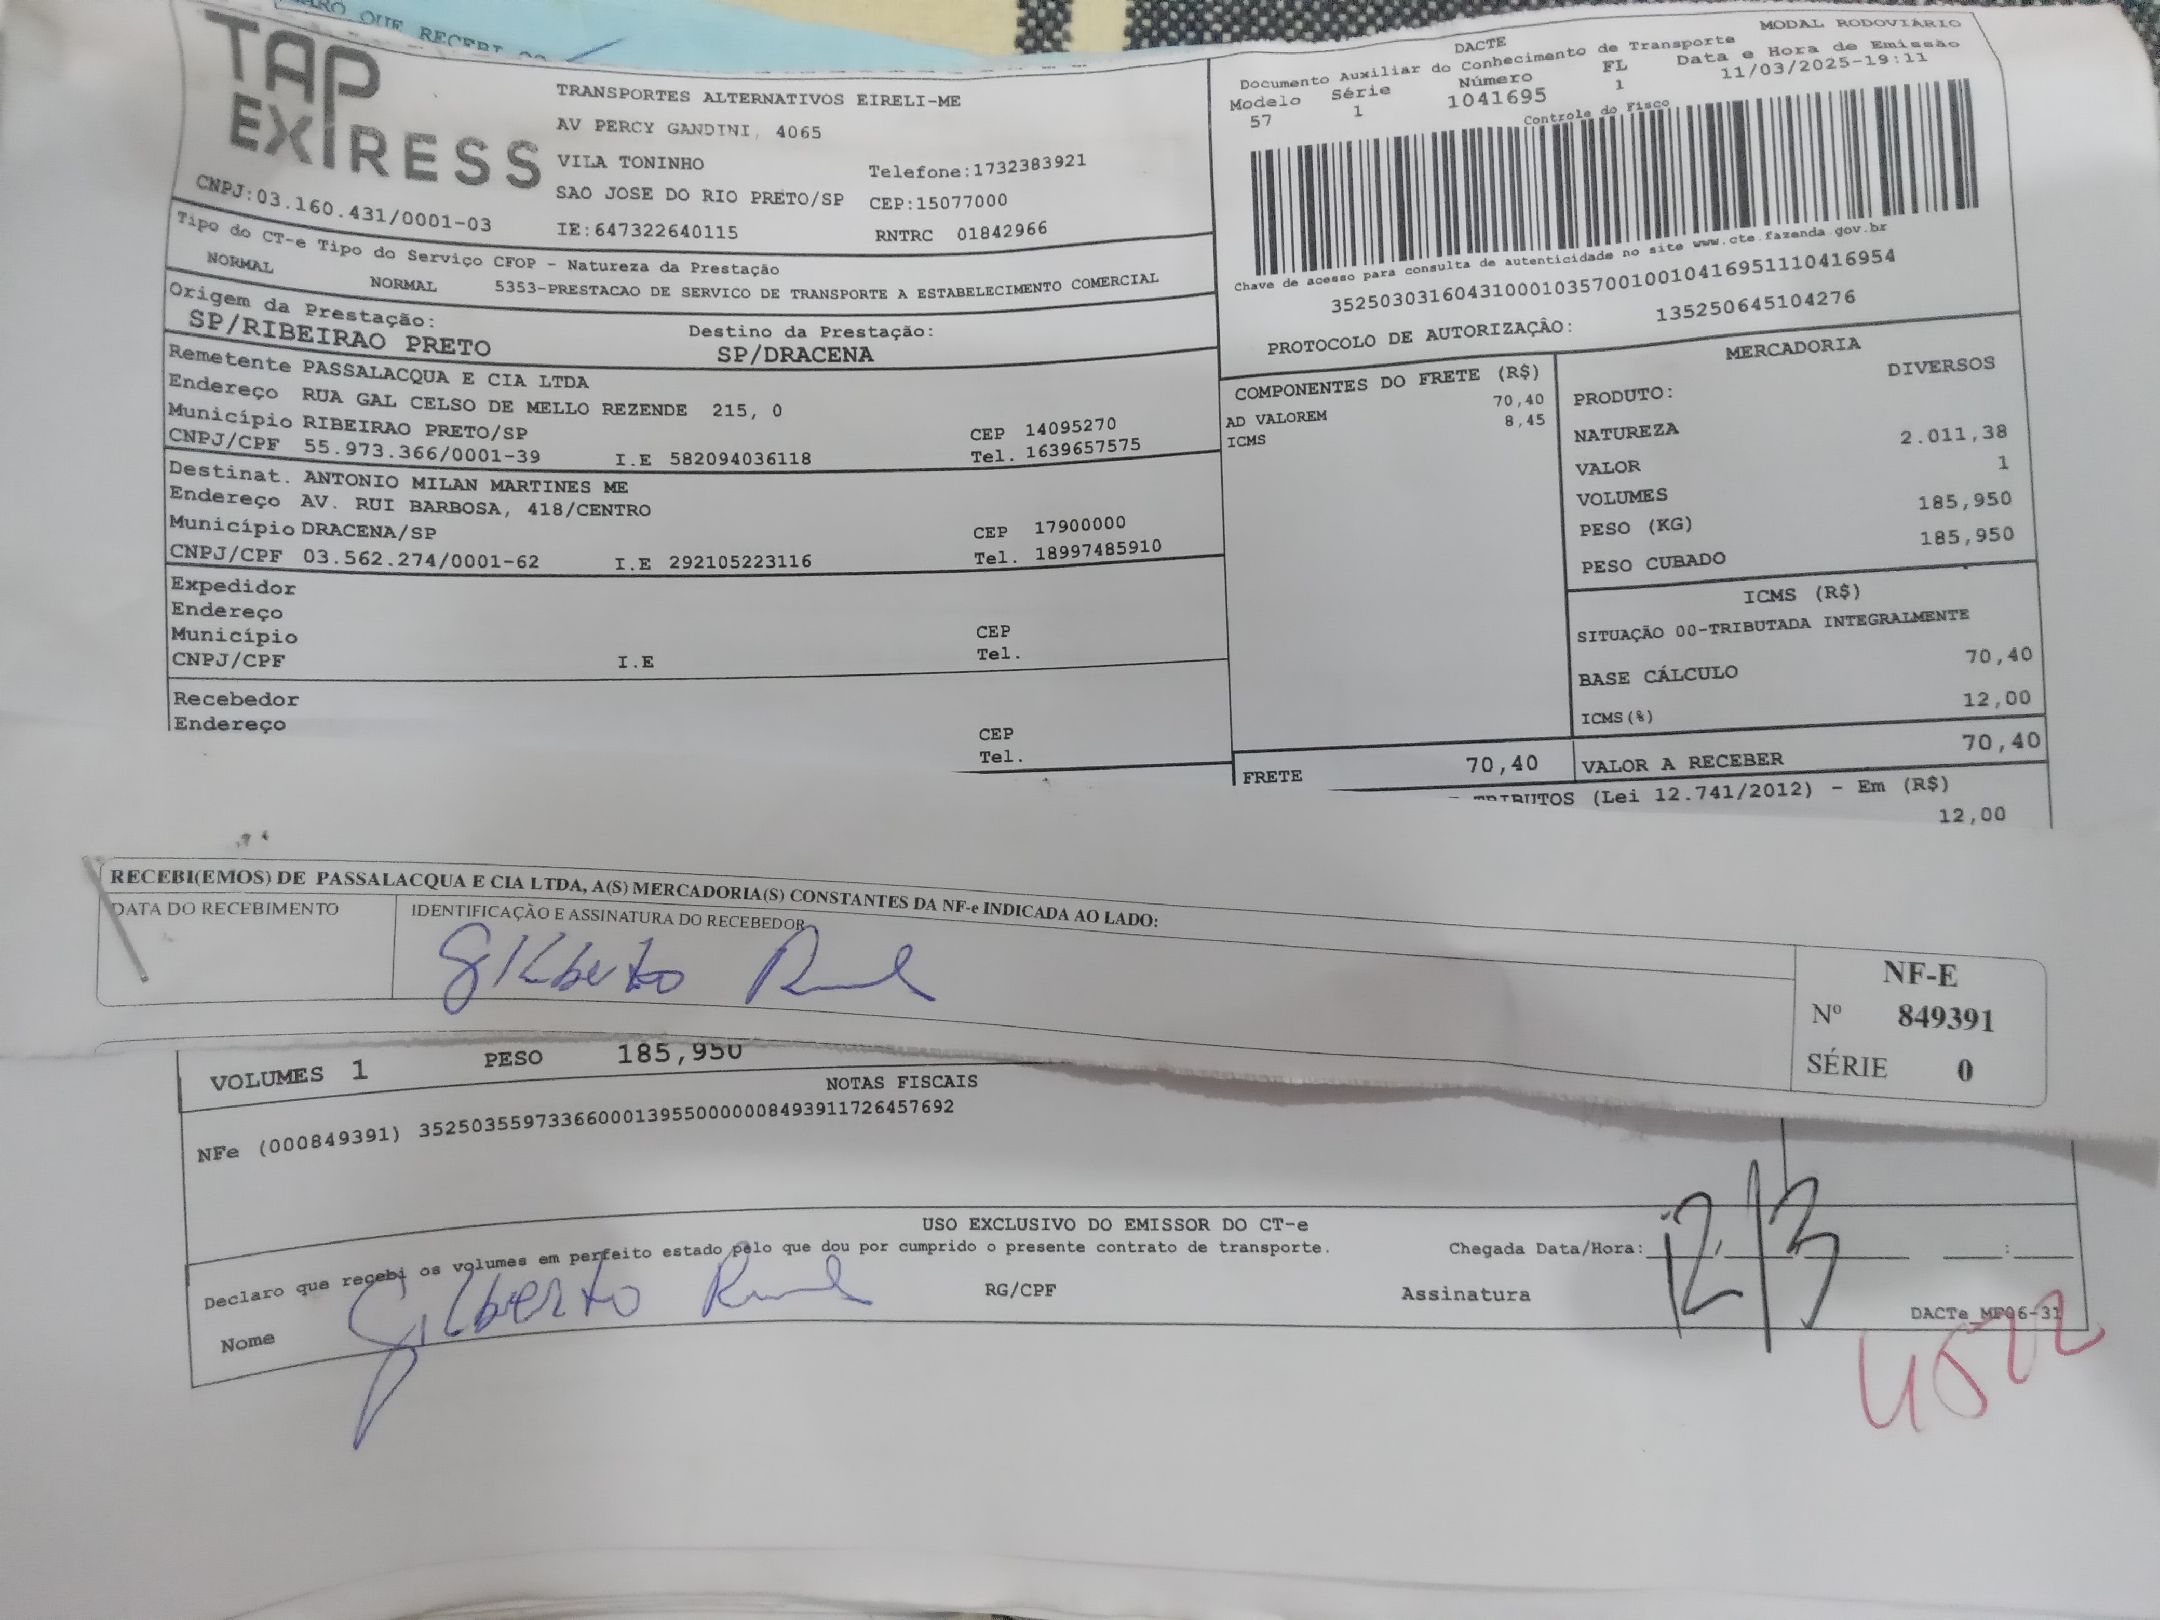 QUE RECEBI
TAP
EXPRESS
CNPJ:03.160.431/0001-03
TRANSPORTES ALTERNATIVOS EIRELI-ME
AV PERCY GANDINI, 4065
VILA TONINHO
Telefone:1732383921
SAO JOSE DO RIO PRETO/SP CEP:15077000
IE:647322640115 RNTRC 01842966
MODAL RODOVIÁRIO
DACTE
Documento Auxiliar do Conhecimento de Transporte
Modelo Série Número FL Data e Hora de Emissão
57 1 1041695 1 11/03/2025-19:11
Controle do Fisco
Chave de acesso para consulta de autenticidade no site www.cte.fazenda.gov.br
35250303160431000103570010010416951110416954
PROTOCOLO DE AUTORIZAÇÃO: 135250645104276
Tipo do CT-e Tipo do Serviço CFOP - Natureza da Prestação
NORMAL NORMAL 5353-PRESTACAO DE SERVICO DE TRANSPORTE A ESTABELECIMENTO COMERCIAL
Origem da Prestação: Destino da Prestação:
SP/RIBEIRAO PRETO SP/DRACENA
Remetente PASSALACQUA E CIA LTDA
Endereço RUA GAL CELSO DE MELLO REZENDE 215, 0
Município RIBEIRAO PRETO/SP CEP 14095270
CNPJ/CPF 55.973.366/0001-39 I.E 582094036118 Tel. 1639657575
Destinat. ANTONIO MILAN MARTINES ME
Endereço AV. RUI BARBOSA, 418/CENTRO
Município DRACENA/SP CEP 17900000
CNPJ/CPF 03.562.274/0001-62 I.E 292105223116 Tel. 18997485910
Expedidor
Endereço
Município CEP
CNPJ/CPF I.E Tel.
Recebedor
Endereço
CEP
Tel.
COMPONENTES DO FRETE (R$)
AD VALOREM 70,40
ICMS 8,45
FRETE 70,40
MERCADORIA
PRODUTO: DIVERSOS
NATUREZA
VALOR 2.011,38
VOLUMES 1
PESO (KG) 185,950
PESO CUBADO 185,950
ICMS (R$)
SITUAÇÃO 00-TRIBUTADA INTEGRALMENTE
BASE CÁLCULO 70,40
ICMS(%) 12,00
VALOR A RECEBER 70,40
TRIBUTOS (Lei 12.741/2012) - Em (R$)
12,00
RECEBI(EMOS) DE PASSALACQUA E CIA LTDA, A(S) MERCADORIA(S) CONSTANTES DA NF-e INDICADA AO LADO:
DATA DO RECEBIMENTO IDENTIFICAÇÃO E ASSINATURA DO RECEBEDOR
Gilberto
NF-E
Nº 849391
SÉRIE 0
VOLUMES 1 PESO 185,950
NOTAS FISCAIS
NFe (000849391) 35250355973366000139550000008493911726457692
USO EXCLUSIVO DO EMISSOR DO CT-e
Declaro que recebi os volumes em perfeito estado pelo que dou por cumprido o presente contrato de transporte.
Chegada Data/Hora: 12/3
Nome Gilberto RG/CPF Assinatura
DACTe_MF06-31